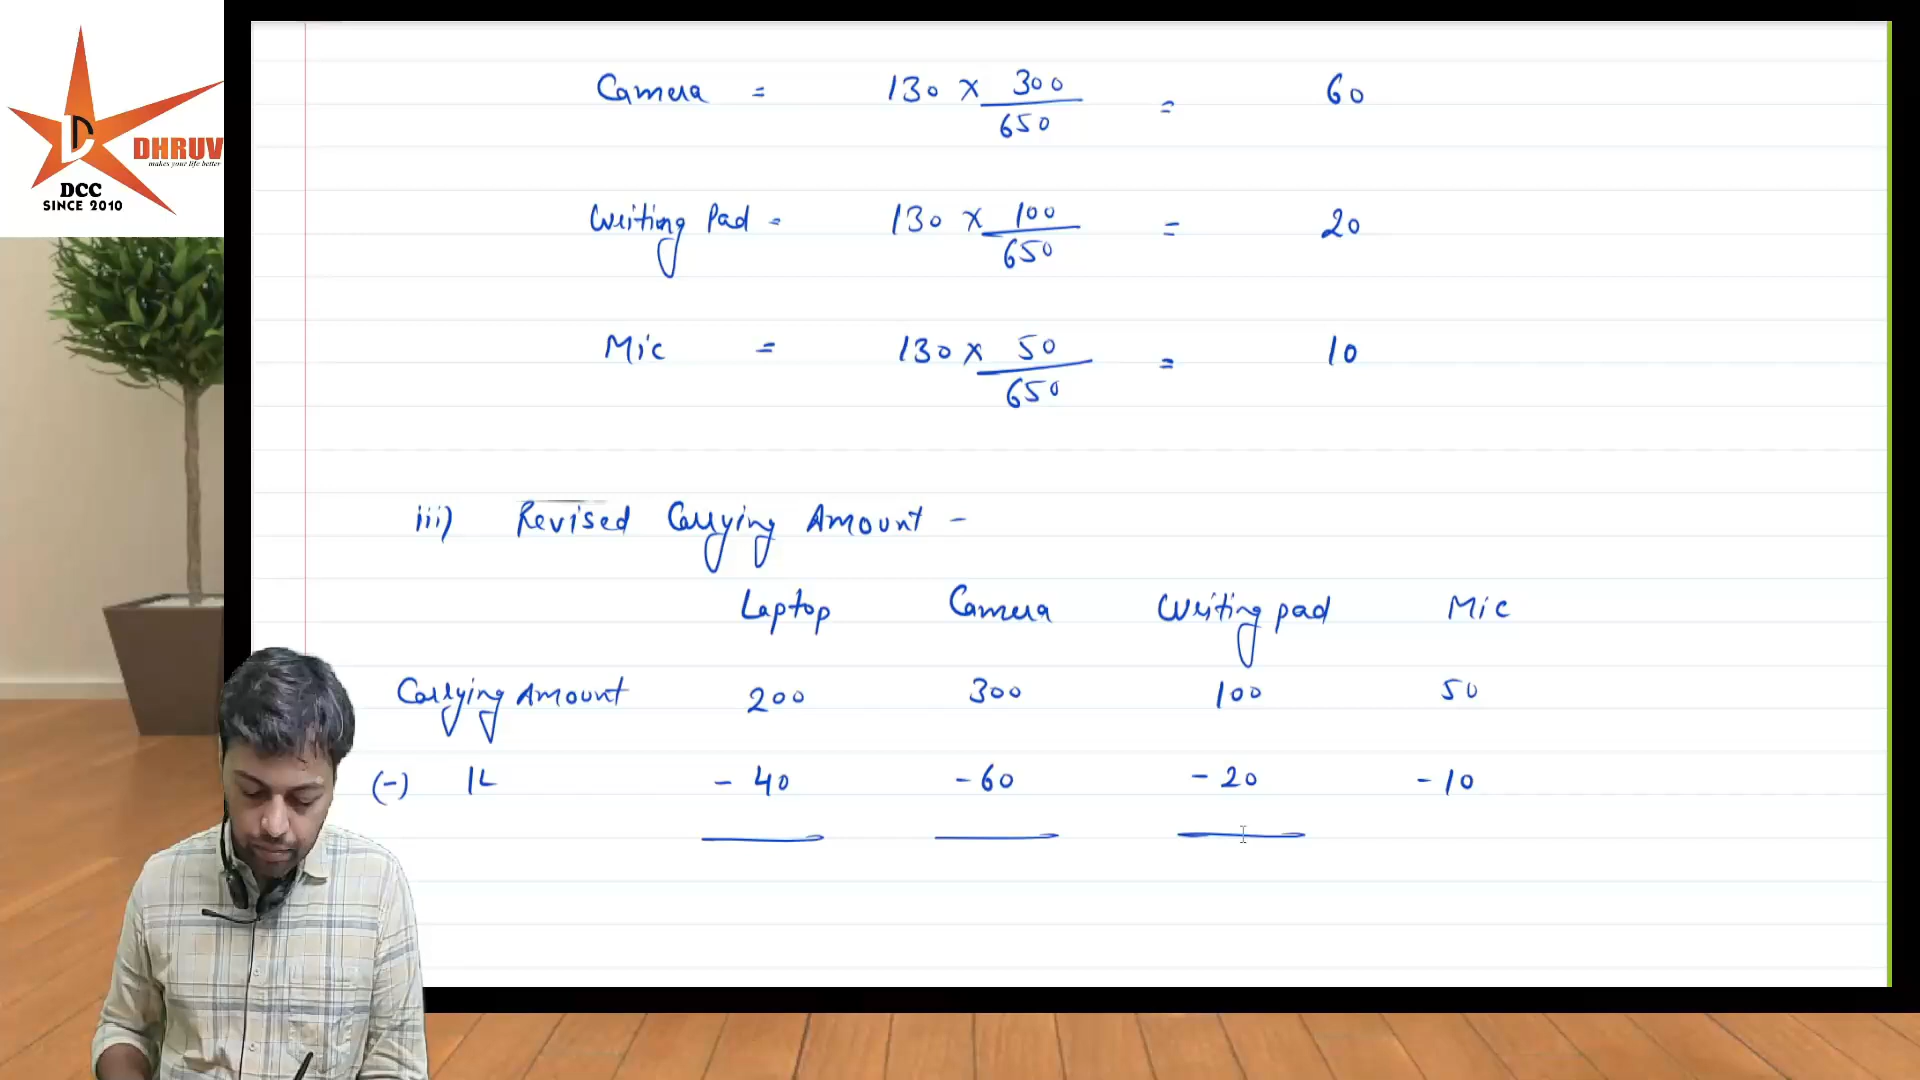 DHRUV
makes your life better
DCC
SINCE 2010
Camera = 130 x 300/650 = 60
Writing Pad = 130 x 100/650 = 20
Mic = 130 x 50/650 = 10
iii) Revised Carrying Amount -
Laptop Camera Writing pad Mic
Carrying Amount 200 300 100 50
(-) IL - 40 - 60 - 20 - 10